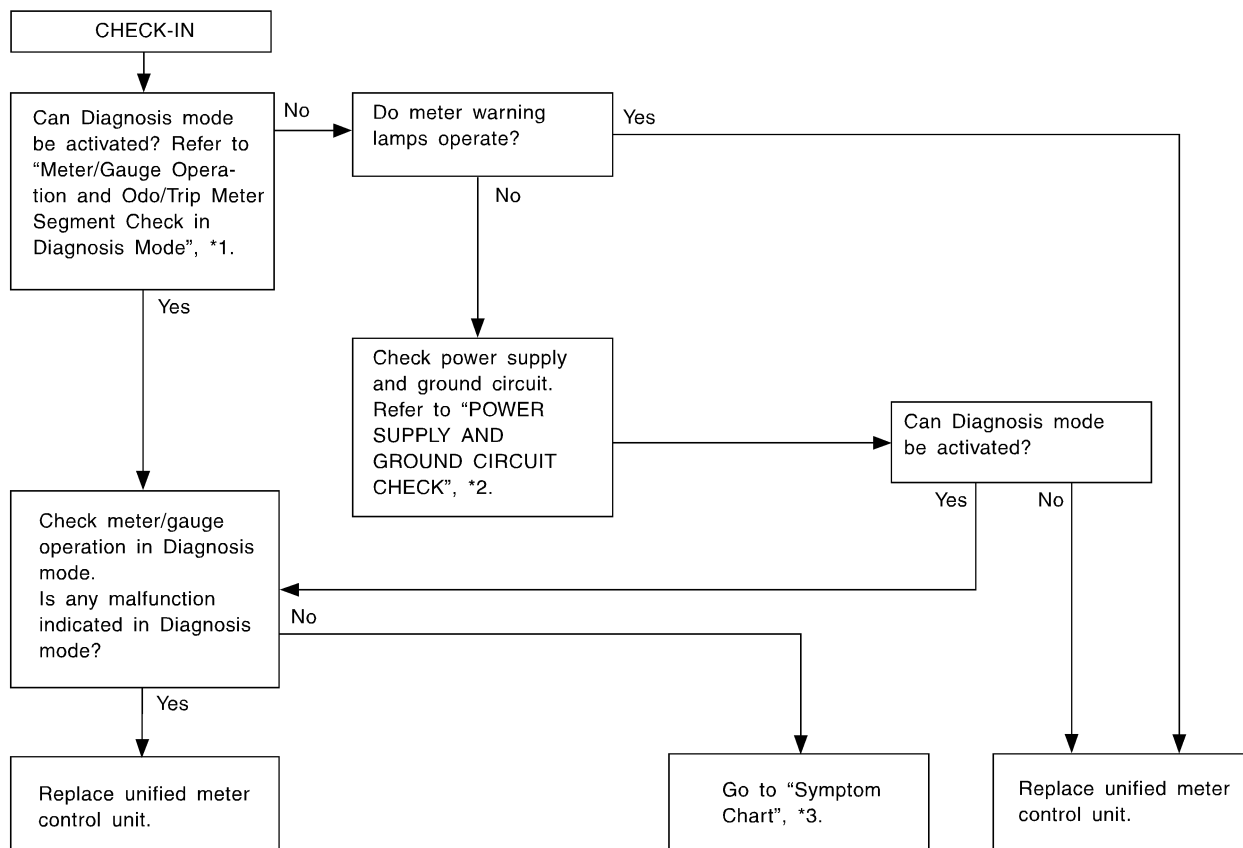 CHECK-IN
Can Diagnosis mode
be activated? Refer to
“Meter/Gauge Opera-
tion and Odo/Trip Meter
Segment Check in
Diagnosis Mode”, *1.
No
Do meter warning
lamps operate?
Yes
No
Yes
Check power supply
and ground circuit.
Refer to “POWER
SUPPLY AND
GROUND CIRCUIT
CHECK”, *2.
Can Diagnosis mode
be activated?
Yes
No
Check meter/gauge
operation in Diagnosis
mode.
Is any malfunction
indicated in Diagnosis
mode?
No
Yes
Replace unified meter
control unit.
Go to “Symptom
Chart”, *3.
Replace unified meter
control unit.